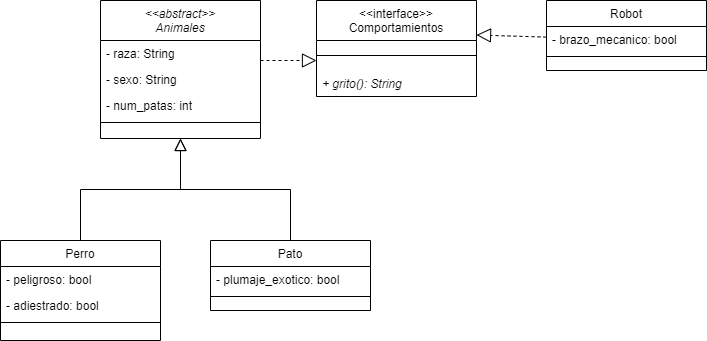 <<abstract>>
Animales
- raza: String
- sexo: String
- num_patas: int
<<interface>>
Comportamientos
+ grito(): String
Robot
- brazo_mecanico: bool
Perro
- peligroso: bool
- adiestrado: bool
Pato
- plumaje_exotico: bool